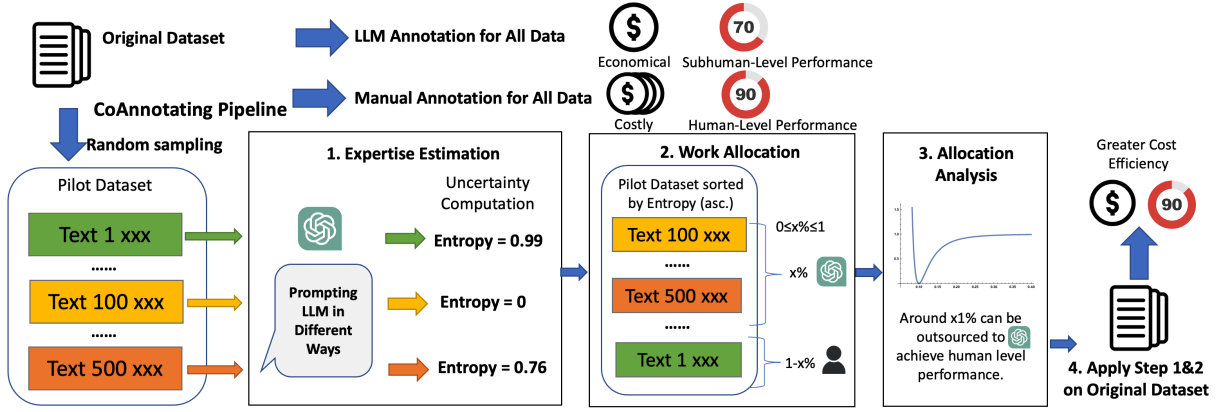 Original Dataset
LLM Annotation for All Data
$
Economical
70
Subhuman-Level Performance
Manual Annotation for All Data
$
Costly
90
Human-Level Performance
CoAnnotating Pipeline
Random sampling
Pilot Dataset
Text 1 xxx
......
Text 100 xxx
......
Text 500 xxx
1. Expertise Estimation
Uncertainty
Computation
Entropy = 0.99
Prompting
LLM in
Different
Ways
Entropy = 0
Entropy = 0.76
2. Work Allocation
Pilot Dataset sorted
by Entropy (asc.)
Text 100 xxx
......
Text 500 xxx
......
Text 1 xxx
0≤x%≤1
x%
1-x%
3. Allocation
Analysis
Around x1% can be
outsourced to
achieve human level
performance.
Greater Cost
Efficiency
$
90
4. Apply Step 1&2
on Original Dataset